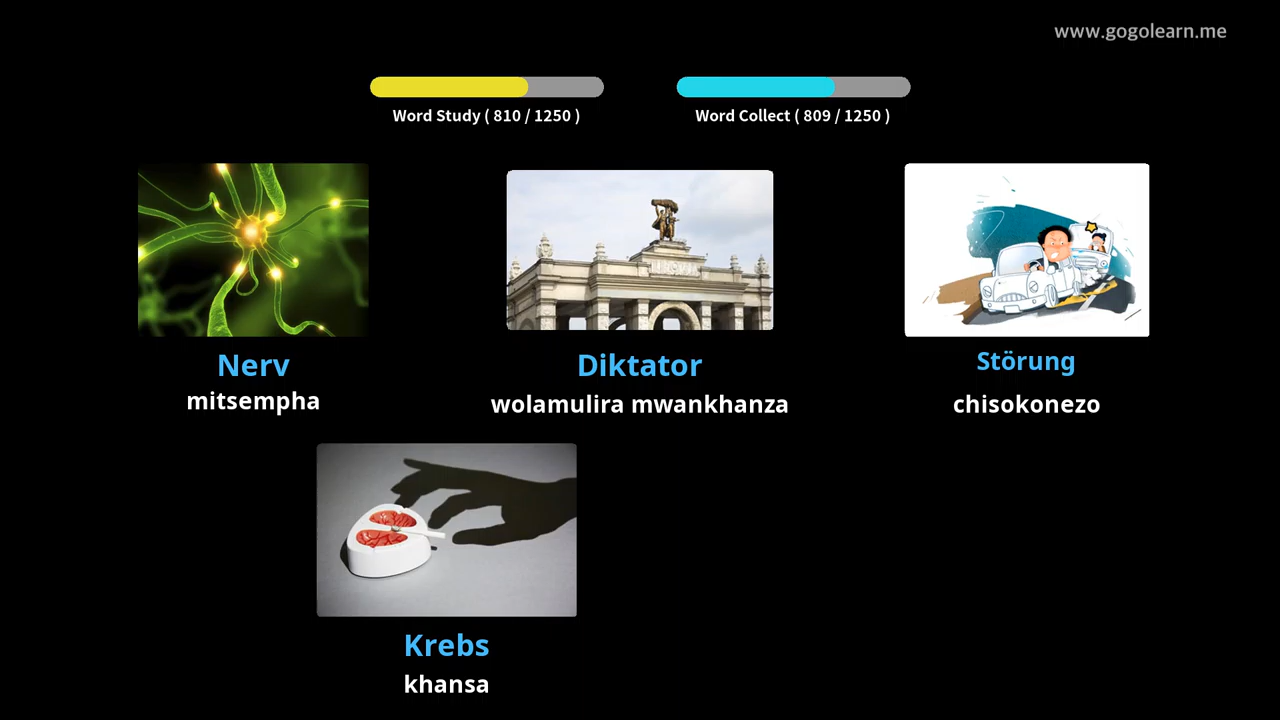 www.gogolearn.me
Word Study ( 810 / 1250 )
Word Collect ( 809 / 1250 )
Nerv
mitsempha
Diktator
wolamulira mwankhanza
Störung
chisokonezo
Krebs
khansa